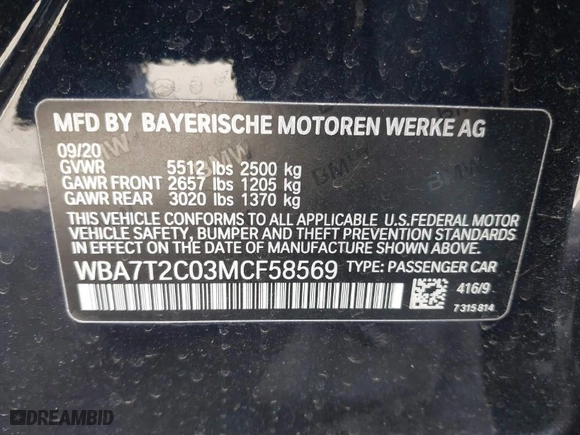 MFD BY BAYERISCHE MOTOREN WERKE AG
09/20
GVWR 5512 lbs 2500 kg
GAWR FRONT 2657 lbs 1205 kg
GAWR REAR 3020 lbs 1370 kg
THIS VEHICLE CONFORMS TO ALL APPLICABLE U.S.FEDERAL MOTOR
VEHICLE SAFETY, BUMPER AND THEFT PREVENTION STANDARDS
IN EFFECT ON THE DATE OF MANUFACTURE SHOWN ABOVE.
WBA7T2C03MCF58569 TYPE: PASSENGER CAR
416/9
7 315 814
BMW
BMW
DREAMBID